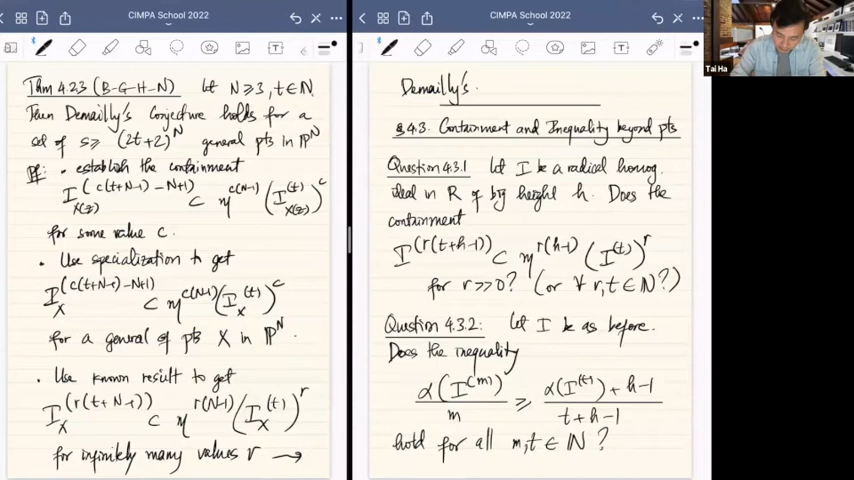 CIMPA School 2022
Thm 4.2.3 (B-G-H-N) Let N≥3, t∈ℕ.
Then Demailly's Conjecture holds for a
set of s≥ (2t+2)^N general pts in ℙ^N
Pf: • establish the containment
I_{X(z)}^{(c(t+N-1)-N+1)} ⊂ m^{c(N-1)} (I_{X(z)}^{(t)})^c
for some value c.
• Use specialization to get
I_X^{(c(t+N-1)-N+1)} ⊂ m^{c(N-1)} (I_X^{(t)})^c
for a general of pts X in ℙ^N.
• Use known result to get
I_X^{(r(t+N-1))} ⊂ m^{r(N-1)} (I_X^{(t)})^r
for infinitely many values r →
CIMPA School 2022
Demailly's.
§4.3. Containment and Inequality beyond pts
Question 4.3.1 Let I be a radical homog.
ideal in R of big height h. Does the
containment
I^{(r(t+h-1))} ⊂ m^{r(h-1)} (I^{(t)})^r
for r>>0? (or ∀ r,t∈ℕ?)
Question 4.3.2: Let I be as before.
Does the inequality
α(I^{(m)})/m ≥ (α(I^{(t)})+h-1)/(t+h-1)
hold for all m,t∈ℕ?
Tai Ha